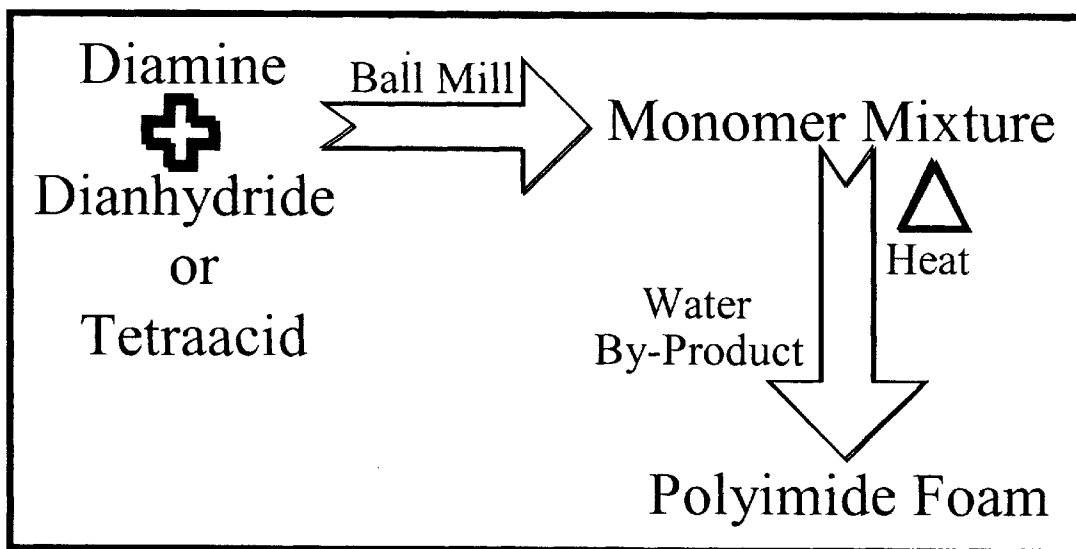 Diamine
Dianhydride
or
Tetraacid
Ball Mill
Monomer Mixture
Heat
Water
By-Product
Polyimide Foam